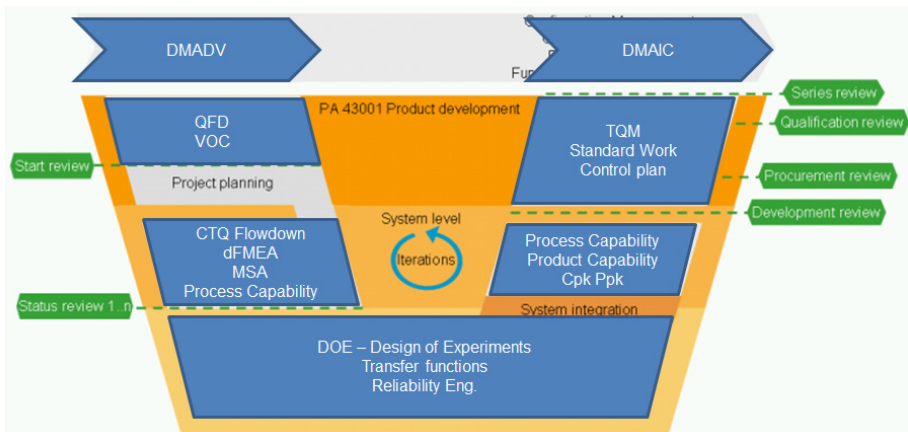 DMADV
DMAIC
PA 43001 Product development
Series review
QFD
VOC
TQM
Standard Work
Control plan
Qualification review
Start review
Project planning
Procurement review
Development review
System level
Iterations
CTQ Flowdown
dFMEA
MSA
Process Capability
Process Capability
Product Capability
Cpk Ppk
Status review 1..n
System integration
DOE – Design of Experiments
Transfer functions
Reliability Eng.